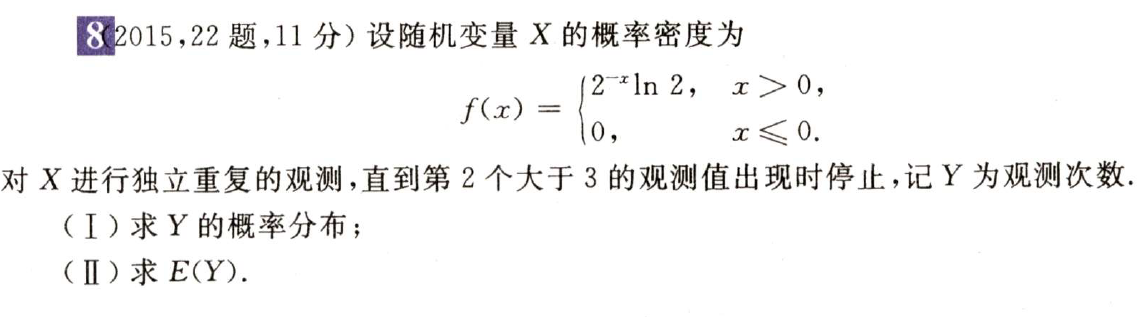 8(2015,22 题,11 分) 设随机变量 X 的概率密度为
f(x) = {2^{-x}ln 2, x > 0,
0, x ⩽ 0.
对 X 进行独立重复的观测,直到第 2 个大于 3 的观测值出现时停止,记 Y 为观测次数.
(Ⅰ) 求 Y 的概率分布;
(Ⅱ) 求 E(Y).